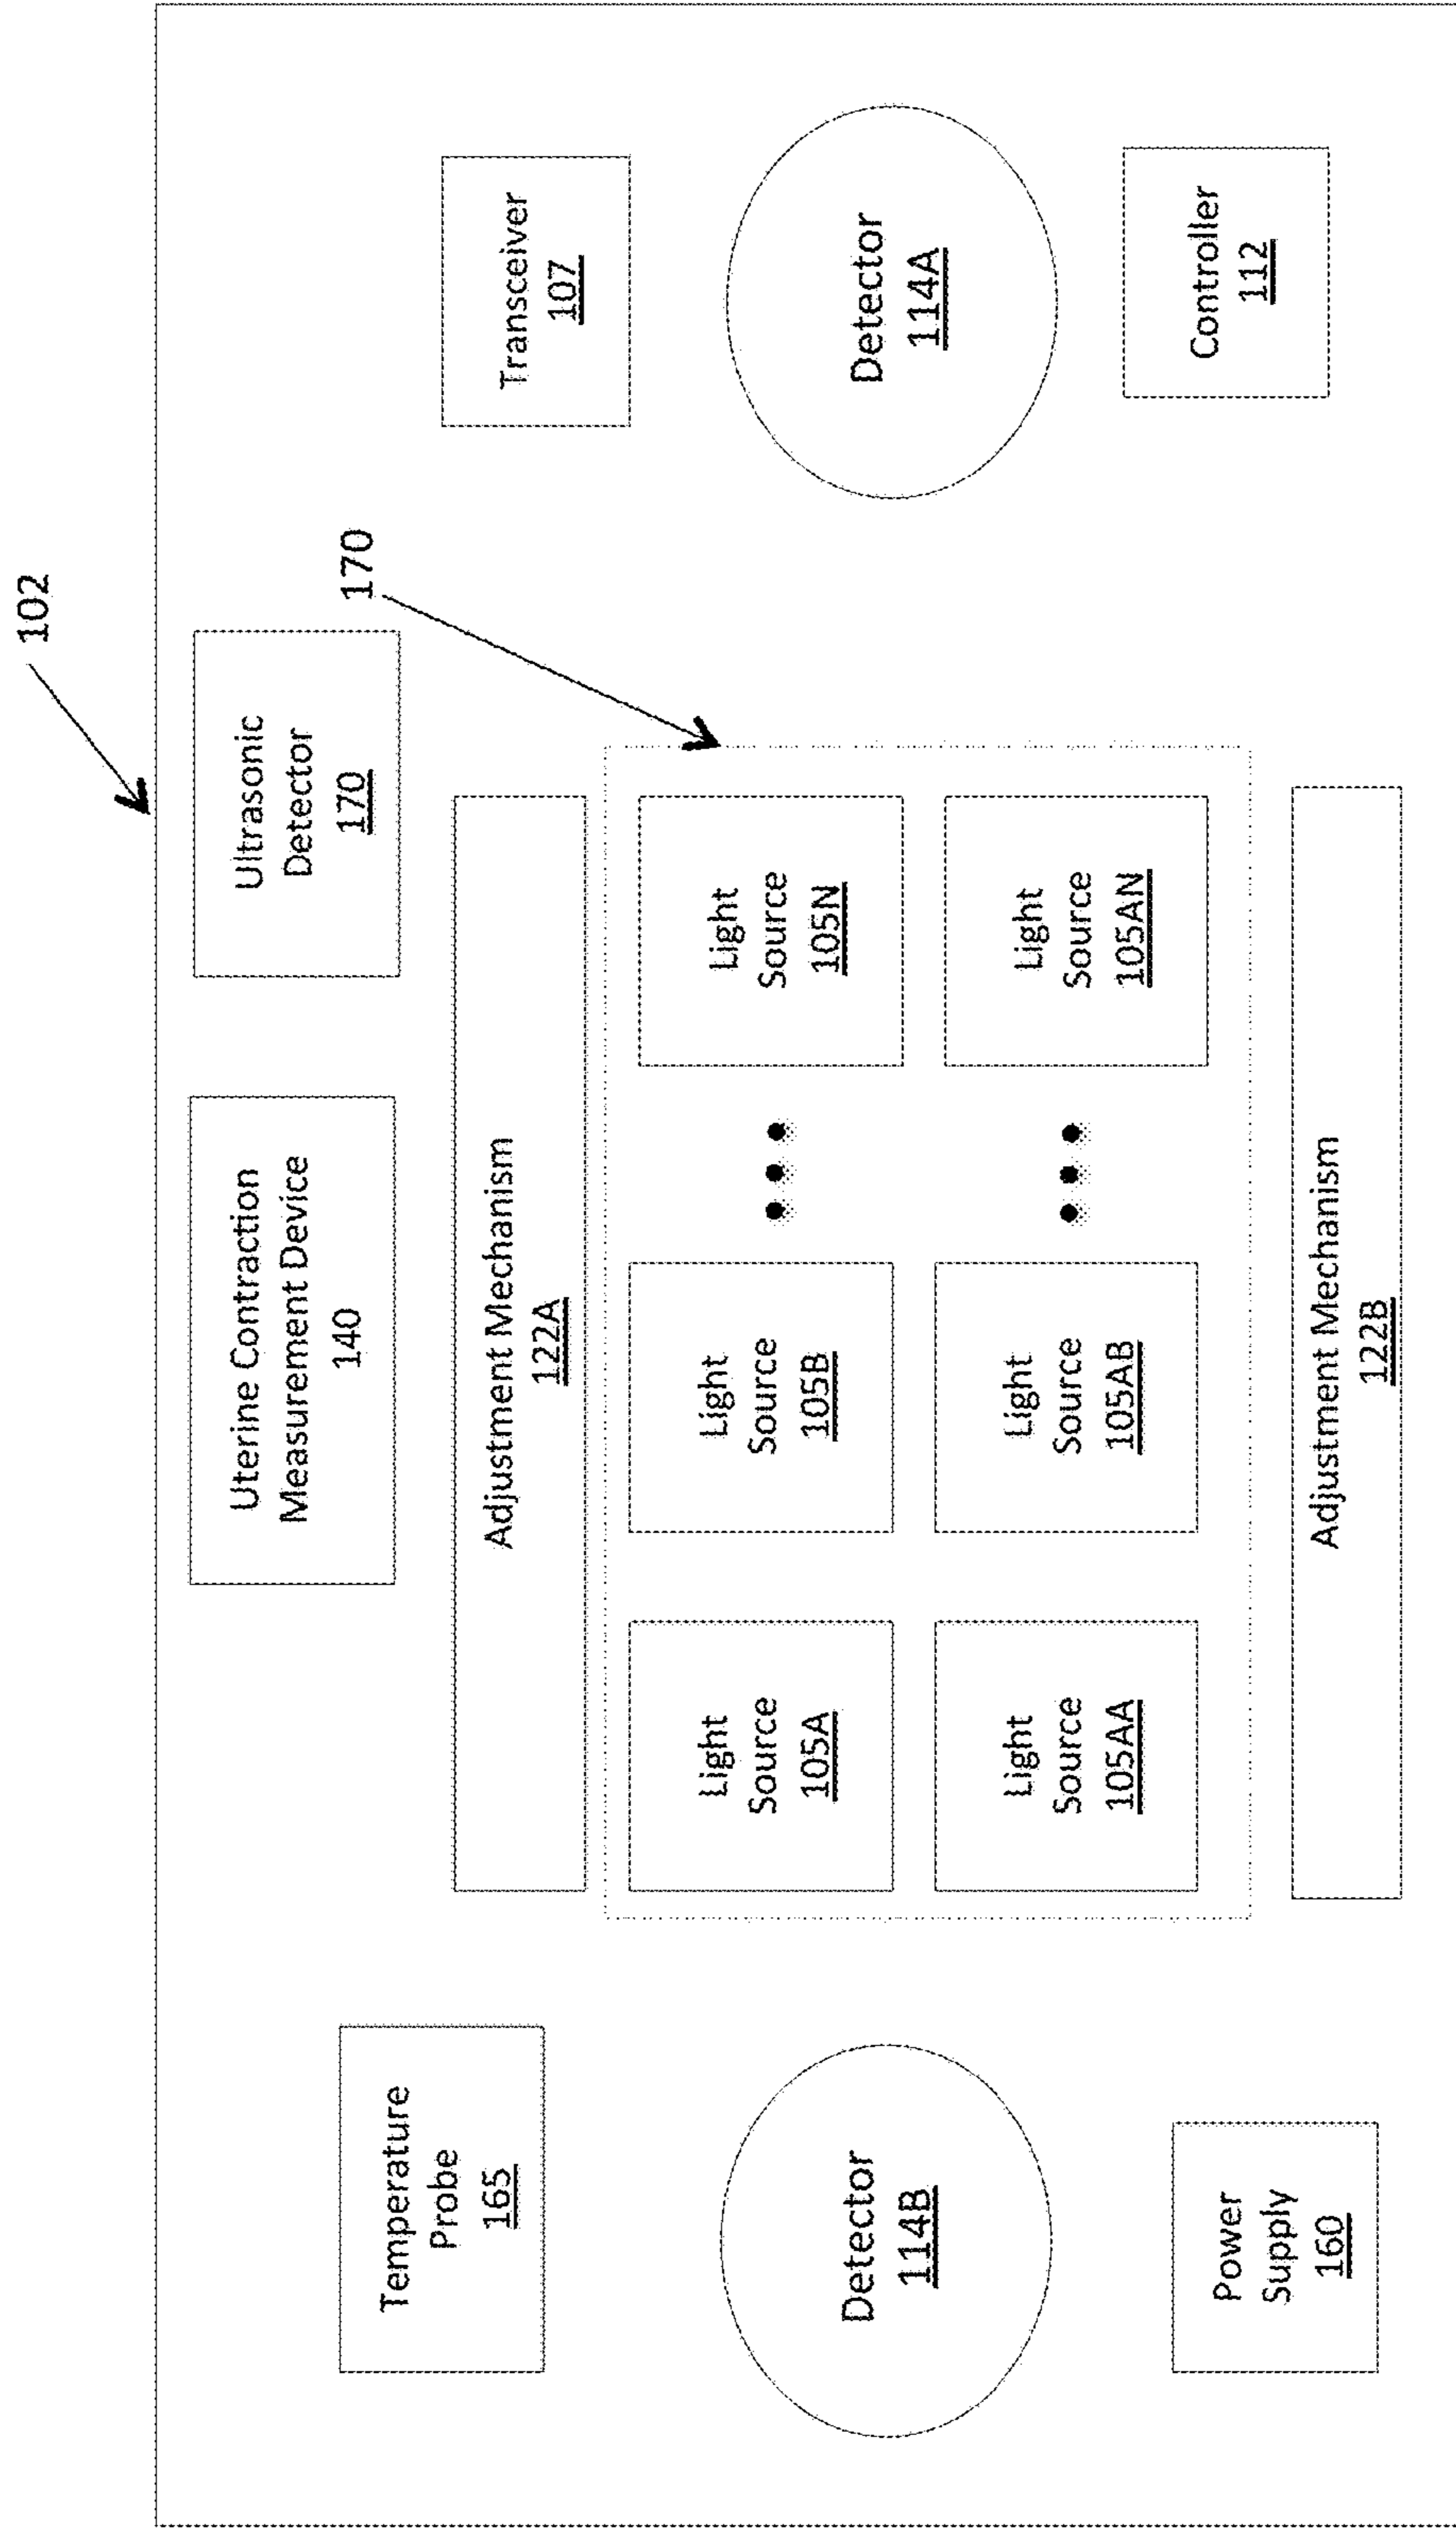 102
Uterine Contraction
Measurement Device
140
Ultrasonic
Detector
170
170
Temperature
Probe
165
Adjustment Mechanism
122A
Transceiver
107
Detector
114B
Light
Source
105A
Light
Source
105B
Light
Source
105N
Detector
114A
Light
Source
105AA
Light
Source
105AB
Light
Source
105AN
Power
Supply
160
Adjustment Mechanism
122B
Controller
112